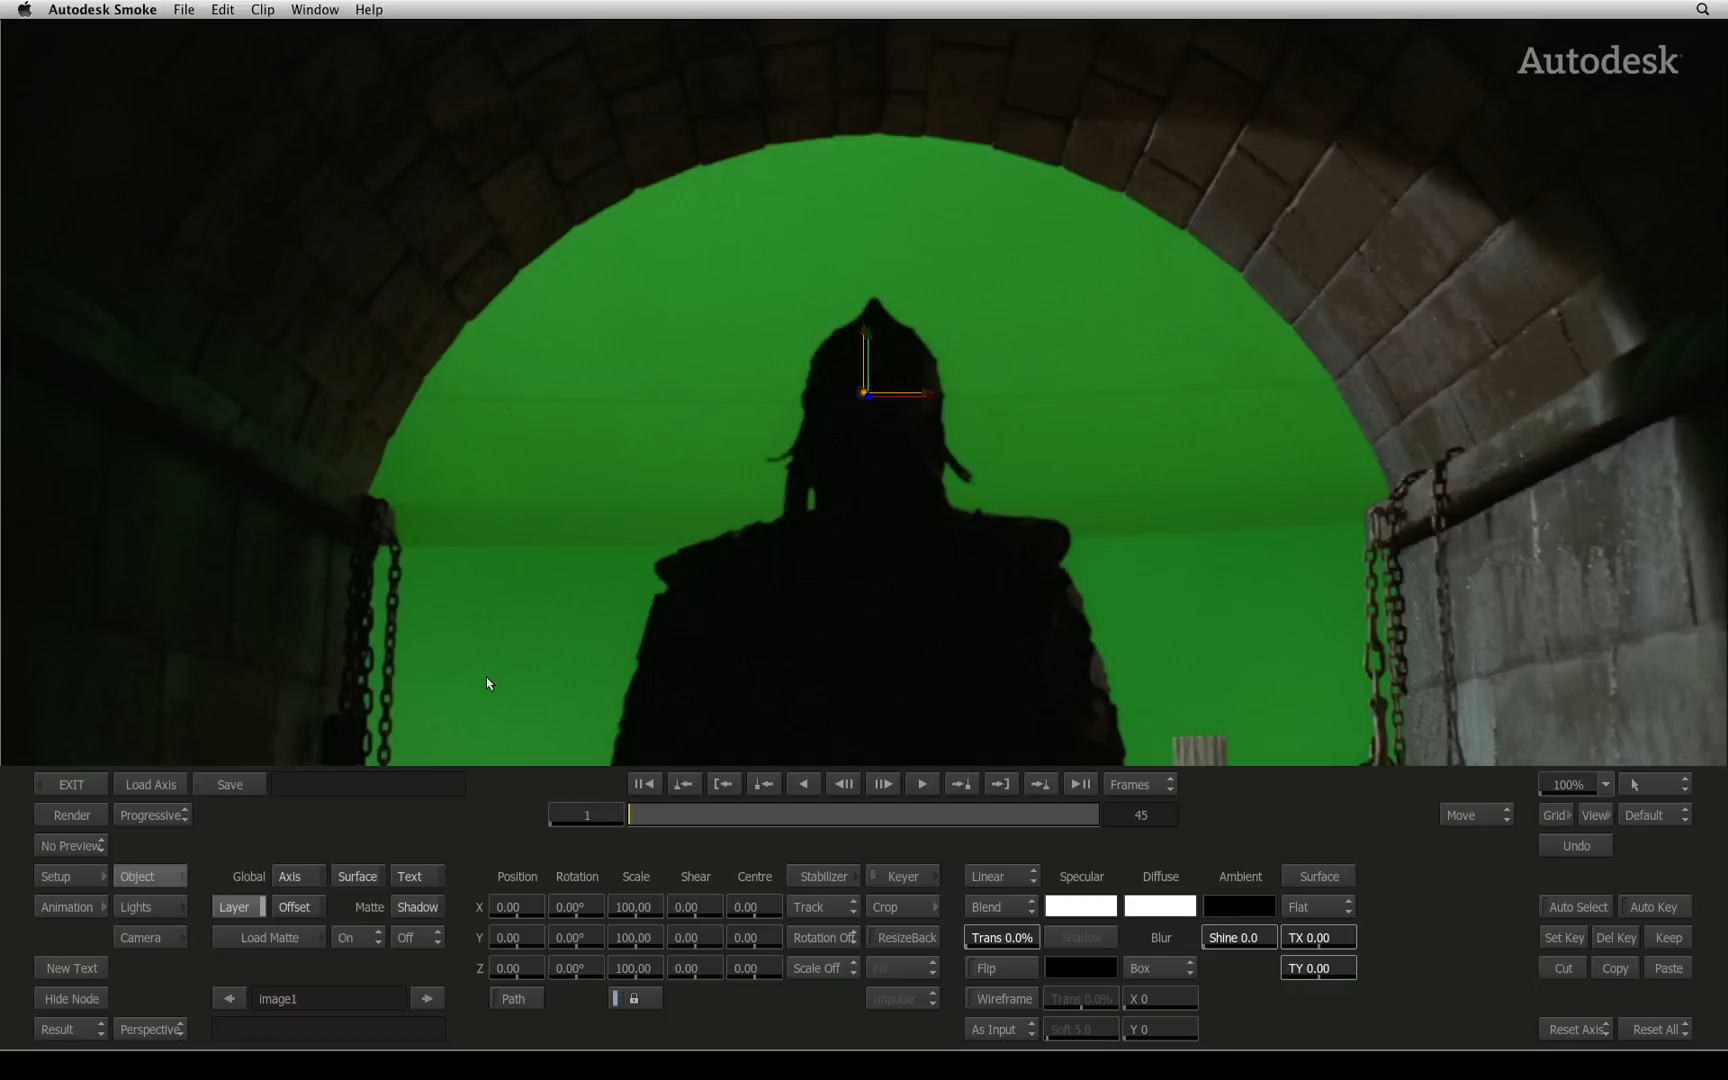 Autodesk Smoke File Edit Clip Window Help
Autodesk
EXIT Load Axis Save Frames 100%
Render Progressive 1 45 Move Grid View Default
No Preview Undo
Setup Object Global Axis Surface Text Position Rotation Scale Shear Centre Stabilizer Keyer Linear Specular Diffuse Ambient Surface
Animation Lights Layer Offset Matte Shadow X 0.00 0.00° 100.00 0.00 0.00 Track Crop Blend Flat Auto Select Auto Key
Camera Load Matte On Off Y 0.00 0.00° 100.00 0.00 0.00 Rotation Off ResizeBack Trans 0.0% Shadow Blur Shine 0.0 TX 0.00 Set Key Del Key Keep
New Text Z 0.00 0.00° 100.00 0.00 0.00 Scale Off Fill Flip Box TY 0.00 Cut Copy Paste
Hide Node image1 Path Impulse Wireframe Trans 0.0% X 0
Result Perspective As Input Soft 5.0 Y 0 Reset Axis Reset All